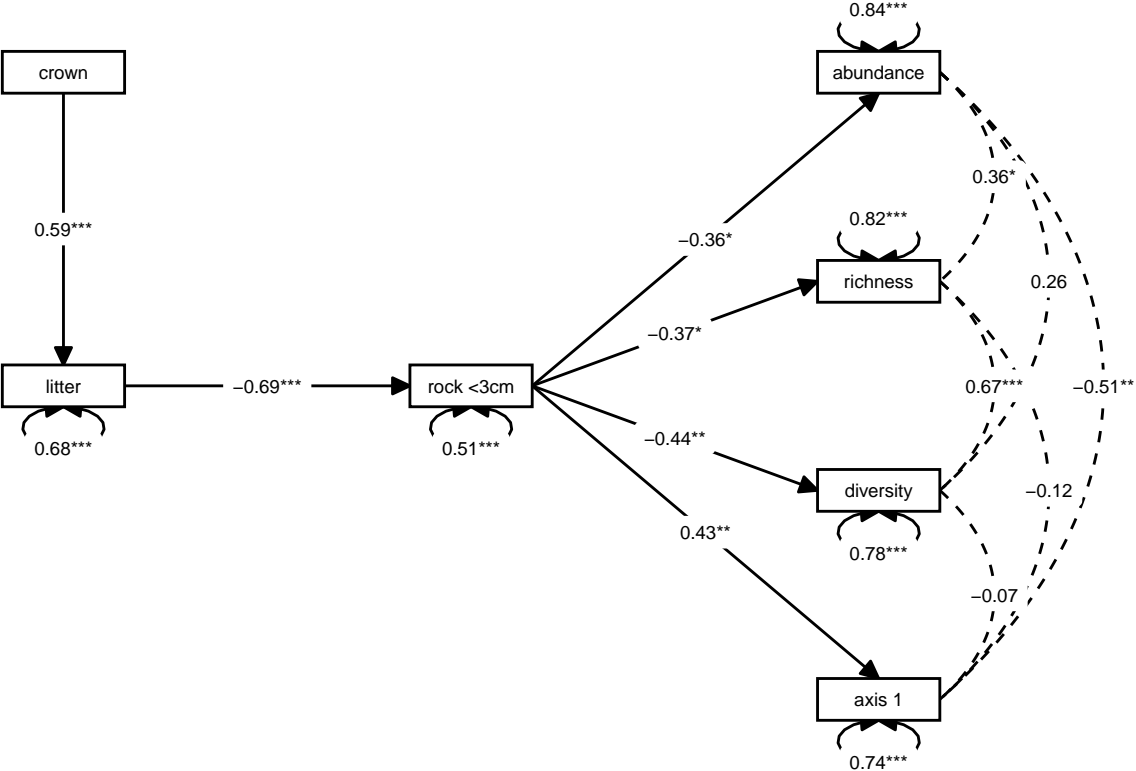 0.84***
crown
abundance
0.36*
0.82***
0.59***
−0.36*
richness
0.26
−0.37*
litter
−0.69***
rock <3cm
0.67***
−0.51**
0.68***
0.51***
−0.44**
diversity
−0.12
0.43**
0.78***
−0.07
axis 1
0.74***